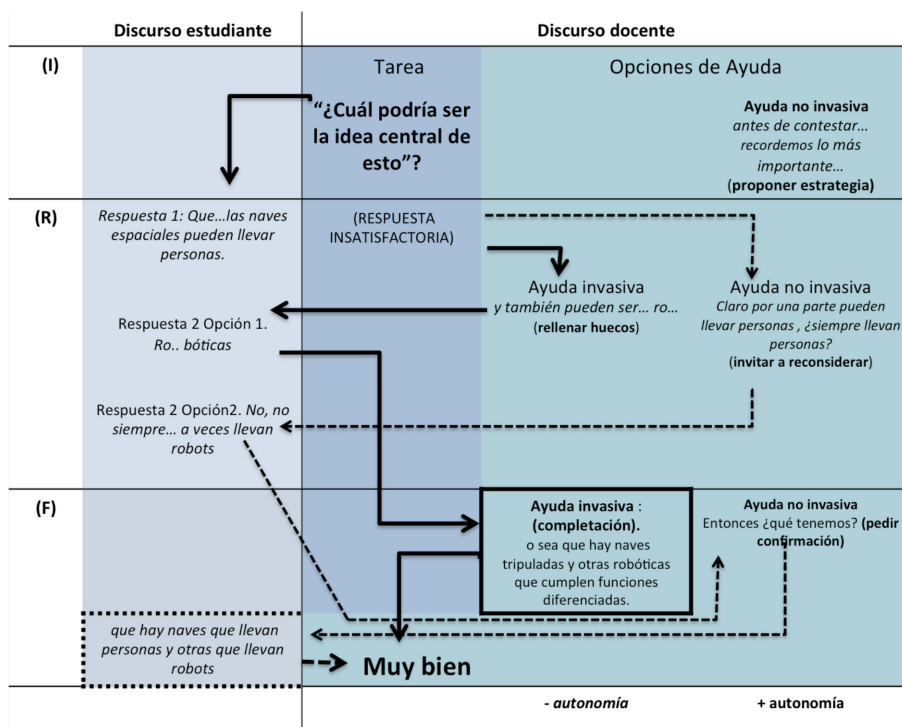 Discurso estudiante
Discurso docente
(I)
Tarea
Opciones de Ayuda
“¿Cuál podría ser
la idea central de
esto”?
Ayuda no invasiva
antes de contestar…
recordemos lo más
importante…
(proponer estrategia)
(R)
Respuesta 1: Que…las naves
espaciales pueden llevar
personas.
(RESPUESTA
INSATISFACTORIA)
Ayuda invasiva
y también pueden ser… ro…
(rellenar huecos)
Ayuda no invasiva
Claro por una parte pueden
llevar personas , ¿siempre llevan
personas?
(invitar a reconsiderar)
Respuesta 2 Opción 1.
Ro.. bóticas
Respuesta 2 Opción2. No, no
siempre… a veces llevan
robots
(F)
Ayuda invasiva :
(completación).
o sea que hay naves
tripuladas y otras robóticas
que cumplen funciones
diferenciadas.
Ayuda no invasiva
Entonces ¿qué tenemos? (pedir
confirmación)
que hay naves que llevan
personas y otras que llevan
robots
Muy bien
- autonomía
+ autonomía